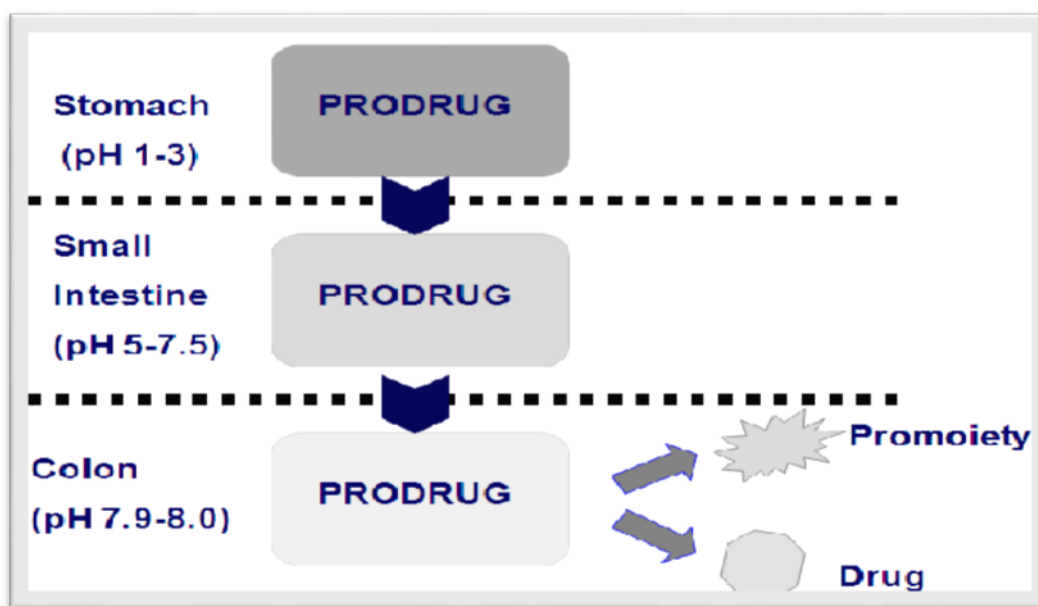 Stomach
(pH 1-3)
PRODRUG
Small
Intestine
(pH 5-7.5)
PRODRUG
Colon
(pH 7.9-8.0)
PRODRUG
Promoiety
Drug